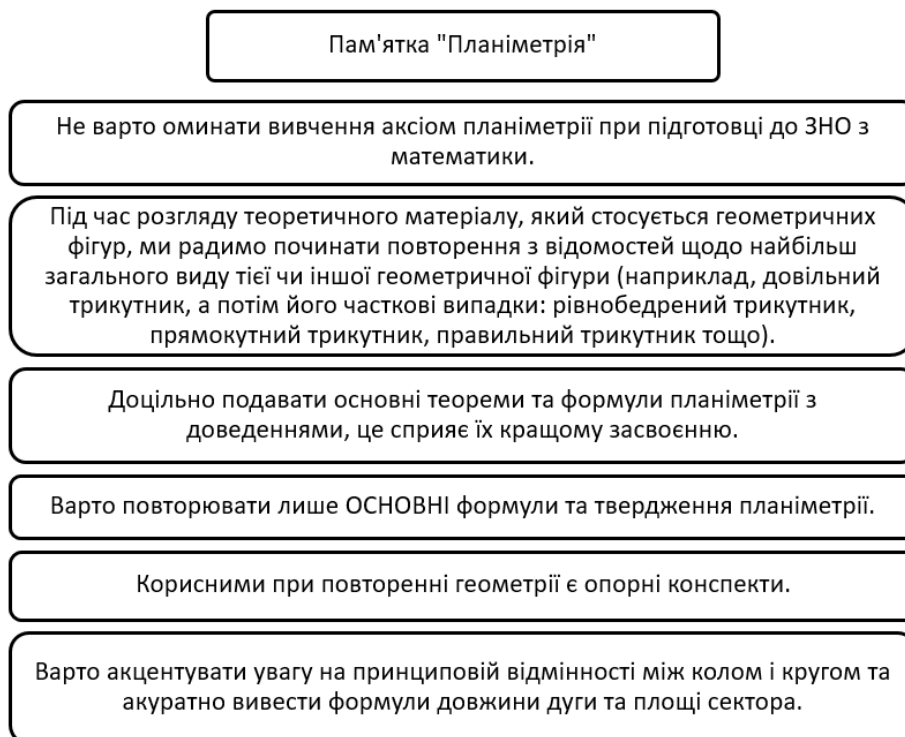 Пам'ятка "Планіметрія"
Не варто оминати вивчення аксіом планіметрії при підготовці до ЗНО з
математики.
Під час розгляду теоретичного матеріалу, який стосується геометричних
фігур, ми радимо починати повторення з відомостей щодо найбільш
загального виду тієї чи іншої геометричної фігури (наприклад, довільний
трикутник, а потім його часткові випадки: рівнобедрений трикутник,
прямокутний трикутник, правильний трикутник тощо).
Доцільно подавати основні теореми та формули планіметрії з
доведеннями, це сприяє їх кращому засвоєнню.
Варто повторювати лише ОСНОВНІ формули та твердження планіметрії.
Корисними при повторенні геометрії є опорні конспекти.
Варто акцентувати увагу на принциповій відмінності між колом і кругом та
акуратно вивести формули довжини дуги та площі сектора.